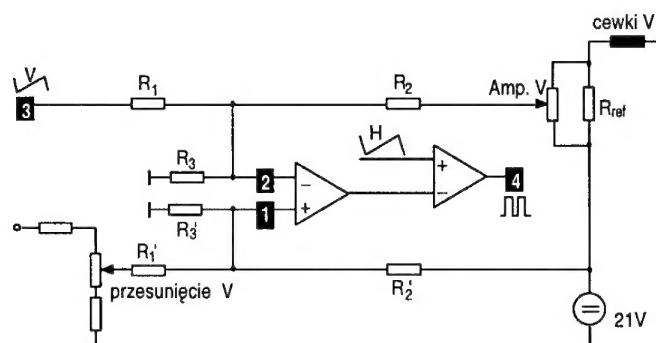 cewki V
V
3
R1
R2
Amp. V
Rref
H
R3
2
−
+
−
4
R3'
1
+
R1'
przesunięcie V
R2'
21V